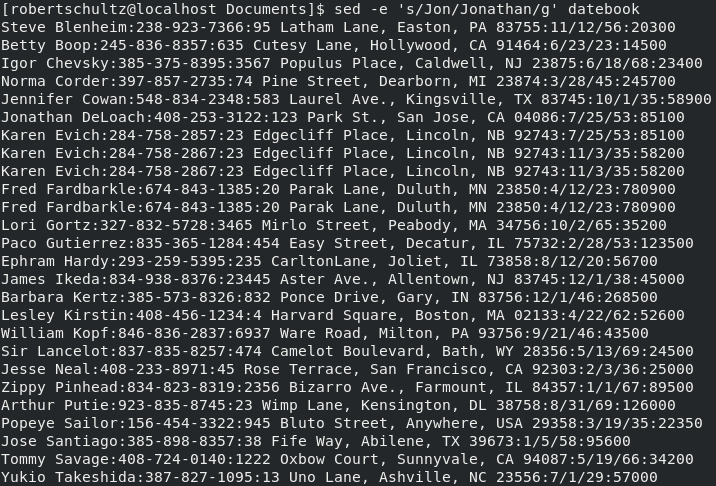 [robertschultz@localhost Documents]$ sed -e 's/Jon/Jonathan/g' datebook
Steve Blenheim:238-923-7366:95 Latham Lane, Easton, PA 83755:11/12/56:20300
Betty Boop:245-836-8357:635 Cutesy Lane, Hollywood, CA 91464:6/23/23:14500
Igor Chevsky:385-375-8395:3567 Populus Place, Caldwell, NJ 23875:6/18/68:23400
Norma Corder:397-857-2735:74 Pine Street, Dearborn, MI 23874:3/28/45:245700
Jennifer Cowan:548-834-2348:583 Laurel Ave., Kingsville, TX 83745:10/1/35:58900
Jonathan DeLoach:408-253-3122:123 Park St., San Jose, CA 04086:7/25/53:85100
Karen Evich:284-758-2857:23 Edgecliff Place, Lincoln, NB 92743:7/25/53:85100
Karen Evich:284-758-2867:23 Edgecliff Place, Lincoln, NB 92743:11/3/35:58200
Karen Evich:284-758-2867:23 Edgecliff Place, Lincoln, NB 92743:11/3/35:58200
Fred Fardbarkle:674-843-1385:20 Parak Lane, Duluth, MN 23850:4/12/23:780900
Fred Fardbarkle:674-843-1385:20 Parak Lane, Duluth, MN 23850:4/12/23:780900
Lori Gortz:327-832-5728:3465 Mirlo Street, Peabody, MA 34756:10/2/65:35200
Paco Gutierrez:835-365-1284:454 Easy Street, Decatur, IL 75732:2/28/53:123500
Ephram Hardy:293-259-5395:235 CarltonLane, Joliet, IL 73858:8/12/20:56700
James Ikeda:834-938-8376:23445 Aster Ave., Allentown, NJ 83745:12/1/38:45000
Barbara Kertz:385-573-8326:832 Ponce Drive, Gary, IN 83756:12/1/46:268500
Lesley Kirstin:408-456-1234:4 Harvard Square, Boston, MA 02133:4/22/62:52600
William Kopf:846-836-2837:6937 Ware Road, Milton, PA 93756:9/21/46:43500
Sir Lancelot:837-835-8257:474 Camelot Boulevard, Bath, WY 28356:5/13/69:24500
Jesse Neal:408-233-8971:45 Rose Terrace, San Francisco, CA 92303:2/3/36:25000
Zippy Pinhead:834-823-8319:2356 Bizarro Ave., Farmount, IL 84357:1/1/67:89500
Arthur Putie:923-835-8745:23 Wimp Lane, Kensington, DL 38758:8/31/69:126000
Popeye Sailor:156-454-3322:945 Bluto Street, Anywhere, USA 29358:3/19/35:22350
Jose Santiago:385-898-8357:38 Fife Way, Abilene, TX 39673:1/5/58:95600
Tommy Savage:408-724-0140:1222 Oxbow Court, Sunnyvale, CA 94087:5/19/66:34200
Yukio Takeshida:387-827-1095:13 Uno Lane, Ashville, NC 23556:7/1/29:57000